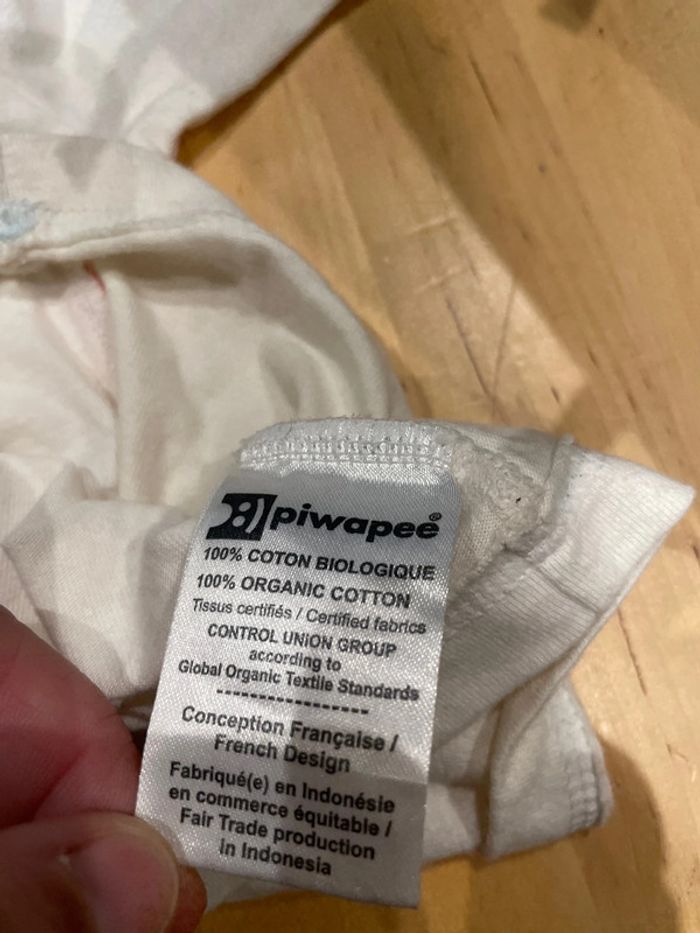 piwapee®
100% COTON BIOLOGIQUE
100% ORGANIC COTTON
Tissus certifiés / Certified fabrics
CONTROL UNION GROUP
according to
Global Organic Textile Standards
Conception Française /
French Design
Fabriqué(e) en Indonésie
en commerce équitable /
Fair Trade production
in Indonesia